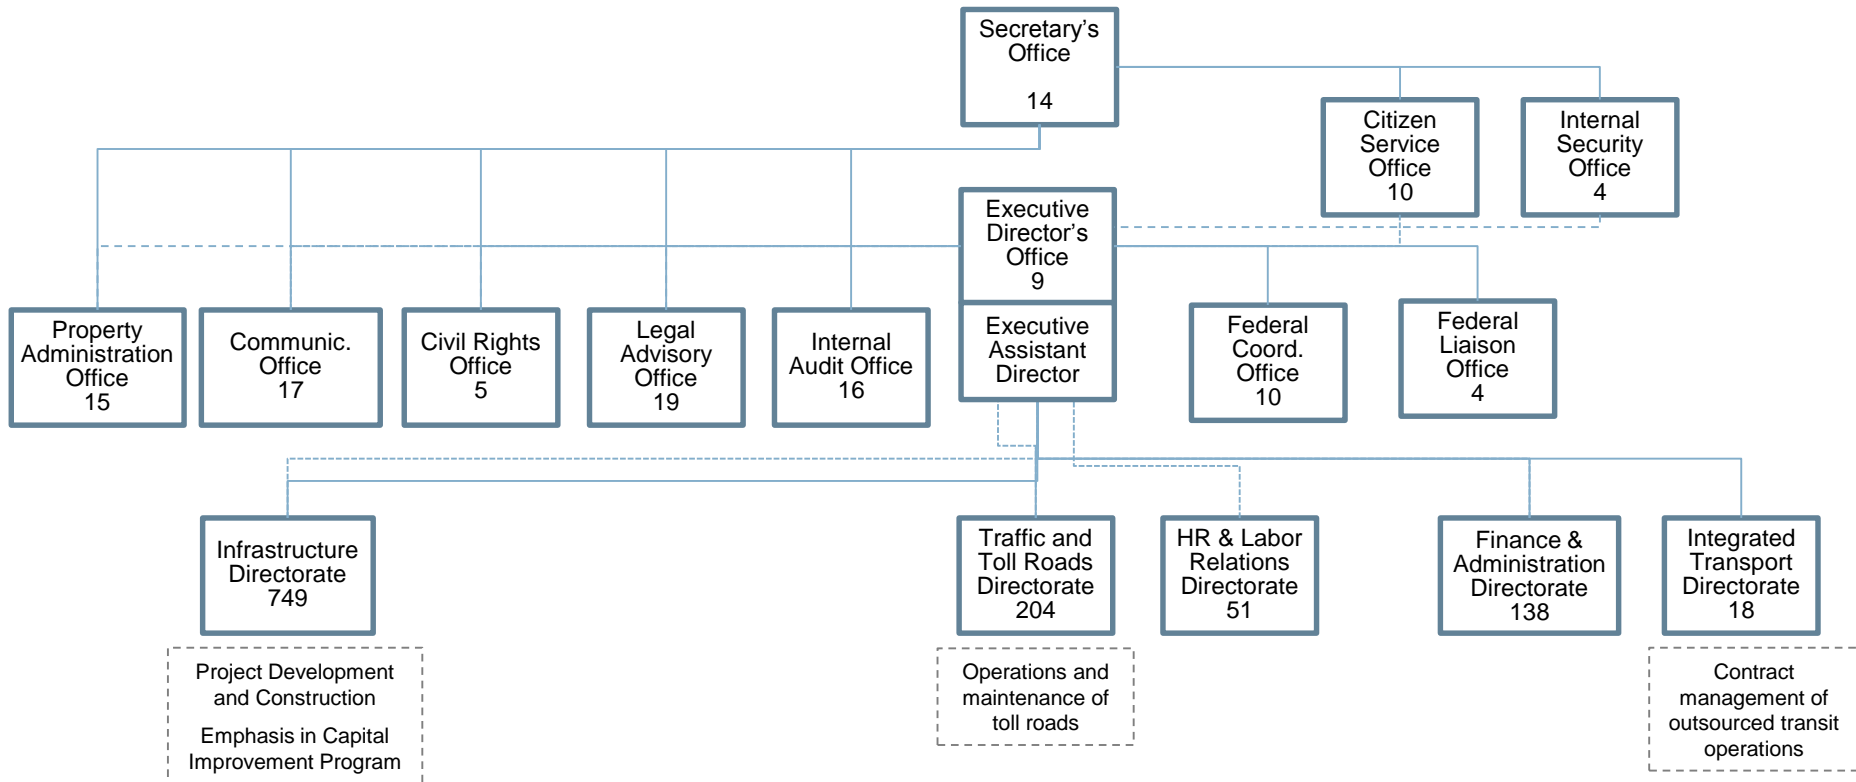 Secretary’s
Office
14
Citizen
Service
Office
10
Internal
Security
Office
4
Executive
Director’s
Office
9
Executive
Assistant
Director
Property
Administration
Office
15
Communic.
Office
17
Civil Rights
Office
5
Legal
Advisory
Office
19
Internal
Audit Office
16
Federal
Coord.
Office
10
Federal
Liaison
Office
4
Infrastructure
Directorate
749
Traffic and
Toll Roads
Directorate
204
HR & Labor
Relations
Directorate
51
Finance &
Administration
Directorate
138
Integrated
Transport
Directorate
18
Project Development
and Construction
Emphasis in Capital
Improvement Program
Operations and
maintenance of
toll roads
Contract
management of
outsourced transit
operations